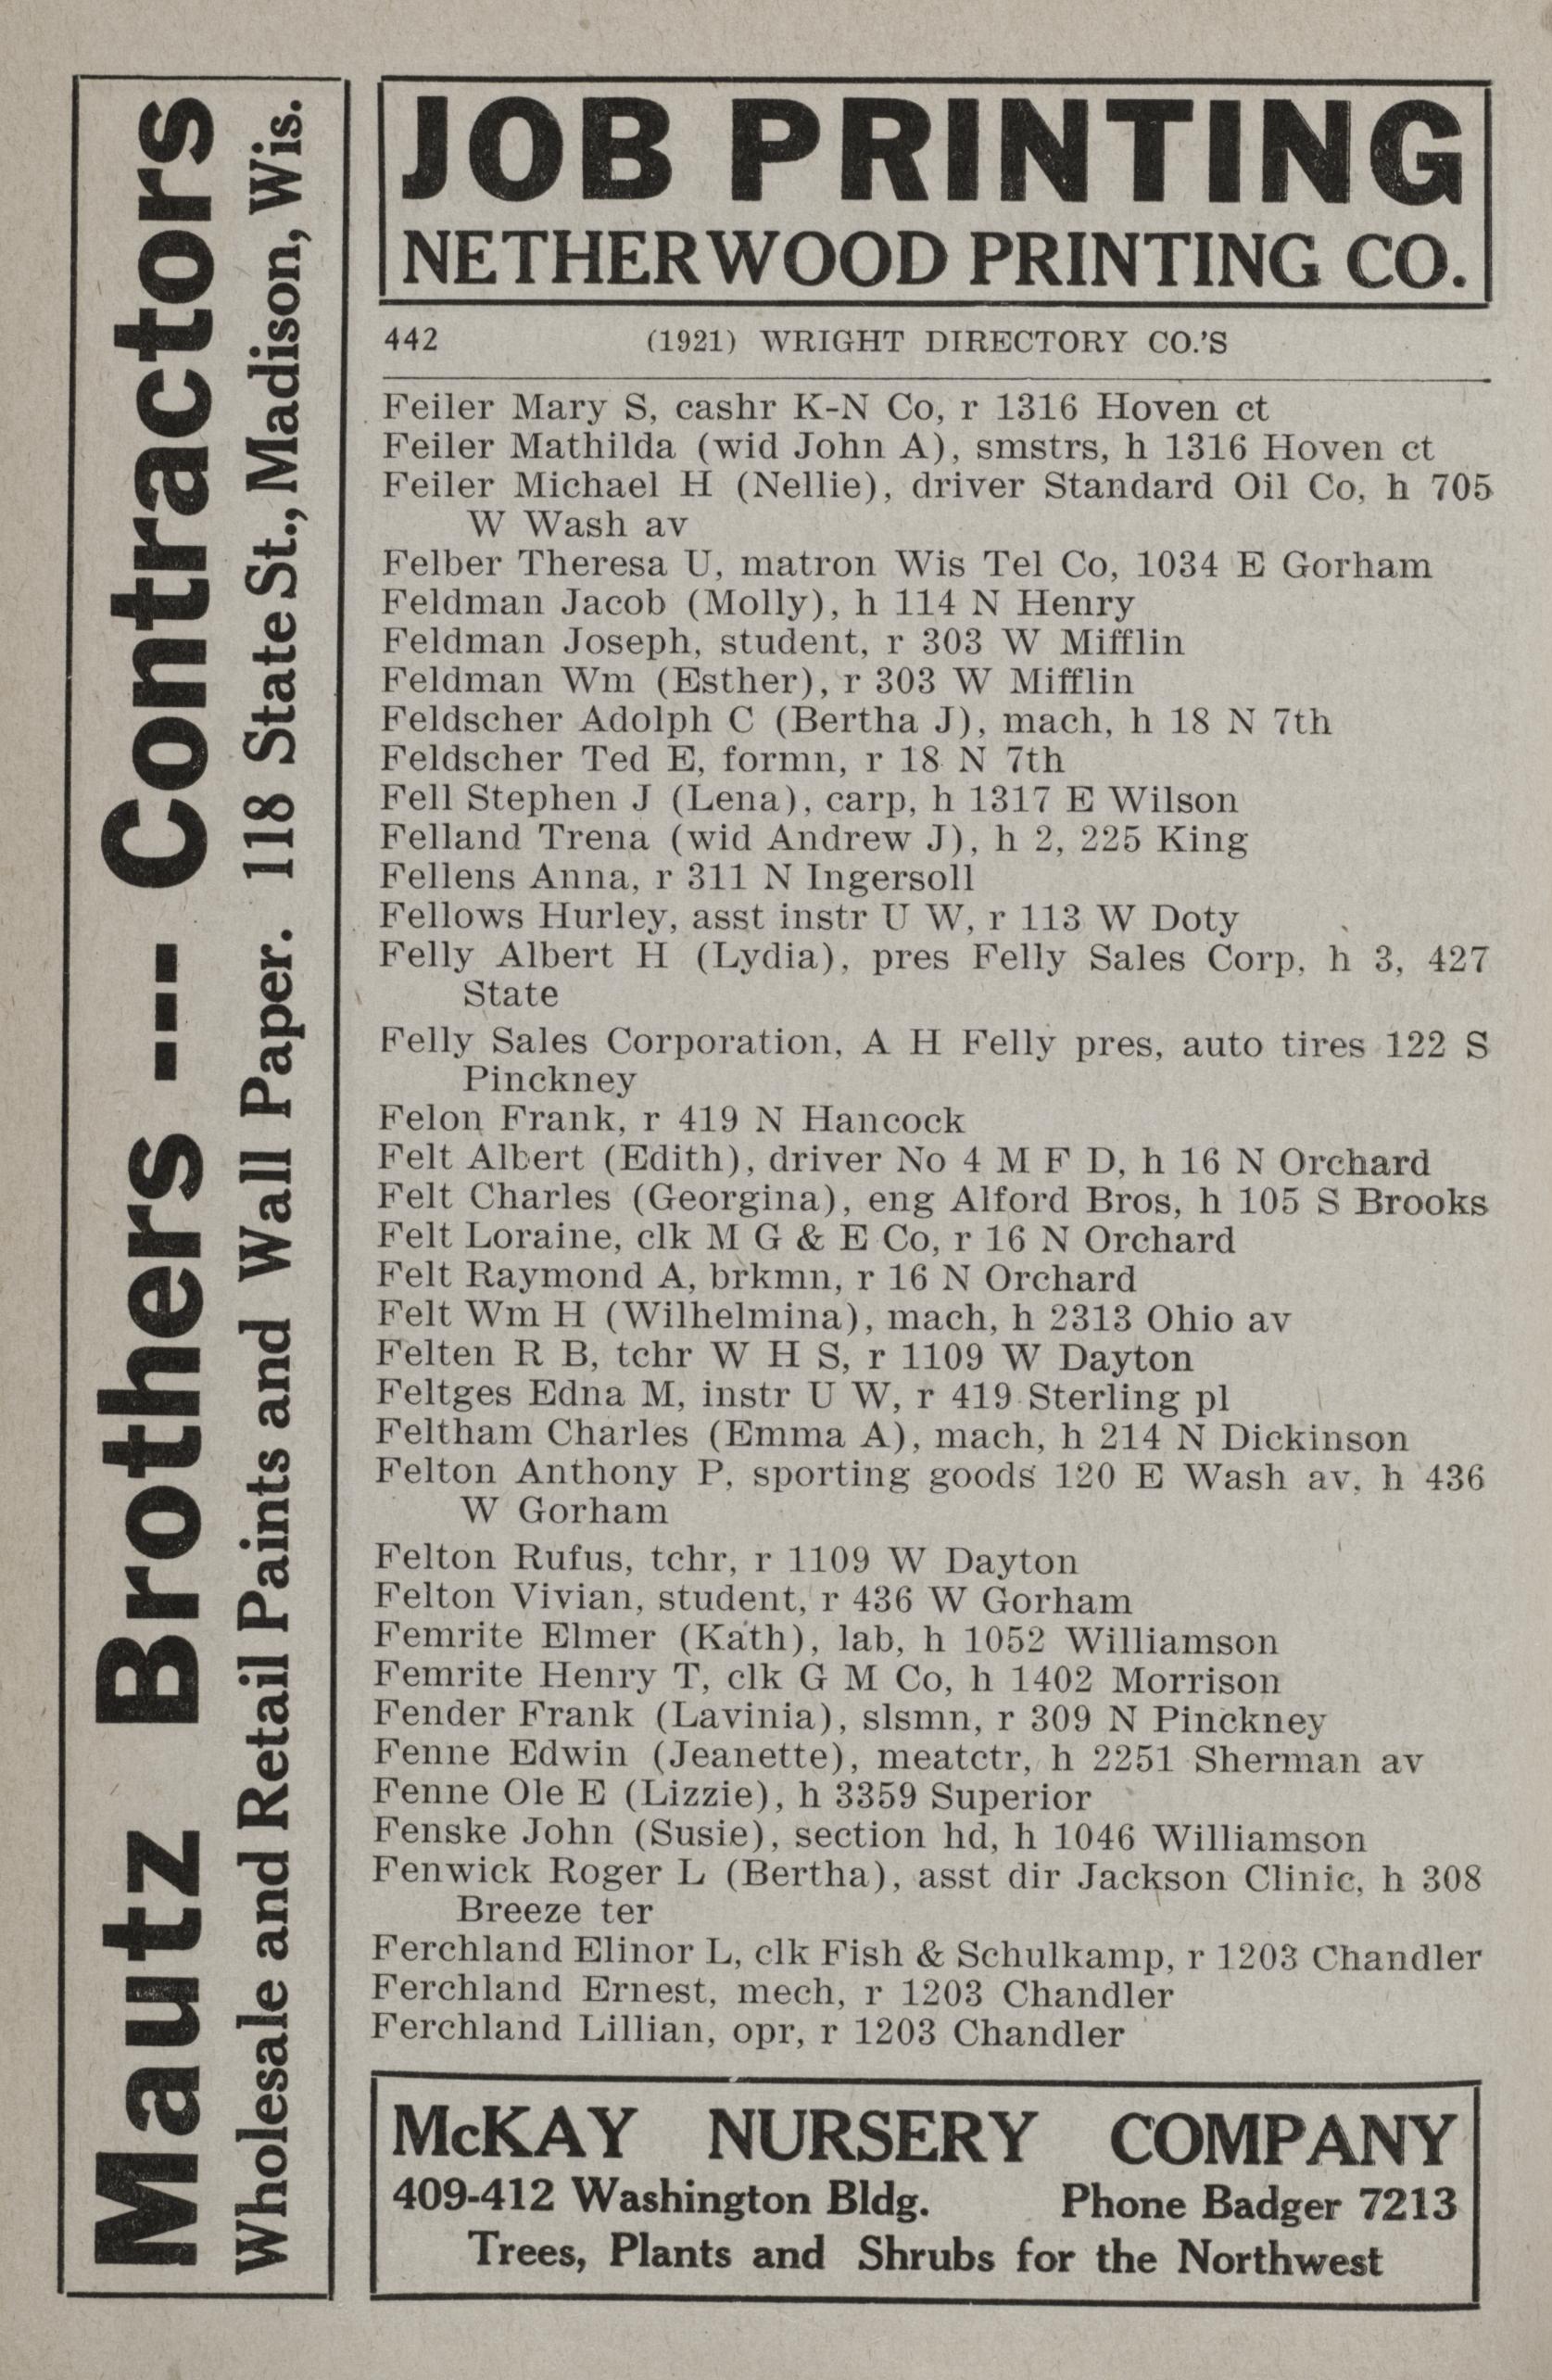 Mautz Brothers --- Contractors
Wholesale and Retail Paints and Wall Paper. 118 State St., Madison, Wis.
JOB PRINTING
NETHERWOOD PRINTING CO.
442 (1921) WRIGHT DIRECTORY CO.'S
Feiler Mary S, cashr K-N Co, r 1316 Hoven ct
Feiler Mathilda (wid John A), smstrs, h 1316 Hoven ct
Feiler Michael H (Nellie), driver Standard Oil Co, h 705
W Wash av
Felber Theresa U, matron Wis Tel Co, 1034 E Gorham
Feldman Jacob (Molly), h 114 N Henry
Feldman Joseph, student, r 303 W Mifflin
Feldman Wm (Esther), r 303 W Mifflin
Feldscher Adolph C (Bertha J), mach, h 18 N 7th
Feldscher Ted E, formn, r 18 N 7th
Fell Stephen J (Lena), carp, h 1317 E Wilson
Felland Trena (wid Andrew J), h 2, 225 King
Fellens Anna, r 311 N Ingersoll
Fellows Hurley, asst instr U W, r 113 W Doty
Felly Albert H (Lydia), pres Felly Sales Corp, h 3, 427
State
Felly Sales Corporation, A H Felly pres, auto tires 122 S
Pinckney
Felon Frank, r 419 N Hancock
Felt Albert (Edith), driver No 4 M F D, h 16 N Orchard
Felt Charles (Georgina), eng Alford Bros, h 105 S Brooks
Felt Loraine, clk M G & E Co, r 16 N Orchard
Felt Raymond A, brkmn, r 16 N Orchard
Felt Wm H (Wilhelmina), mach, h 2313 Ohio av
Felten R B, tchr W H S, r 1109 W Dayton
Feltges Edna M, instr U W, r 419 Sterling pl
Feltham Charles (Emma A), mach, h 214 N Dickinson
Felton Anthony P, sporting goods 120 E Wash av, h 436
W Gorham
Felton Rufus, tchr, r 1109 W Dayton
Felton Vivian, student, r 436 W Gorham
Femrite Elmer (Kath), lab, h 1052 Williamson
Femrite Henry T, clk G M Co, h 1402 Morrison
Fender Frank (Lavinia), slsmn, r 309 N Pinckney
Fenne Edwin (Jeanette), meatctr, h 2251 Sherman av
Fenne Ole E (Lizzie), h 3359 Superior
Fenske John (Susie), section hd, h 1046 Williamson
Fenwick Roger L (Bertha), asst dir Jackson Clinic, h 308
Breeze ter
Ferchland Elinor L, clk Fish & Schulkamp, r 1203 Chandler
Ferchland Ernest, mech, r 1203 Chandler
Ferchland Lillian, opr, r 1203 Chandler
McKAY NURSERY COMPANY
409-412 Washington Bldg. Phone Badger 7213
Trees, Plants and Shrubs for the Northwest